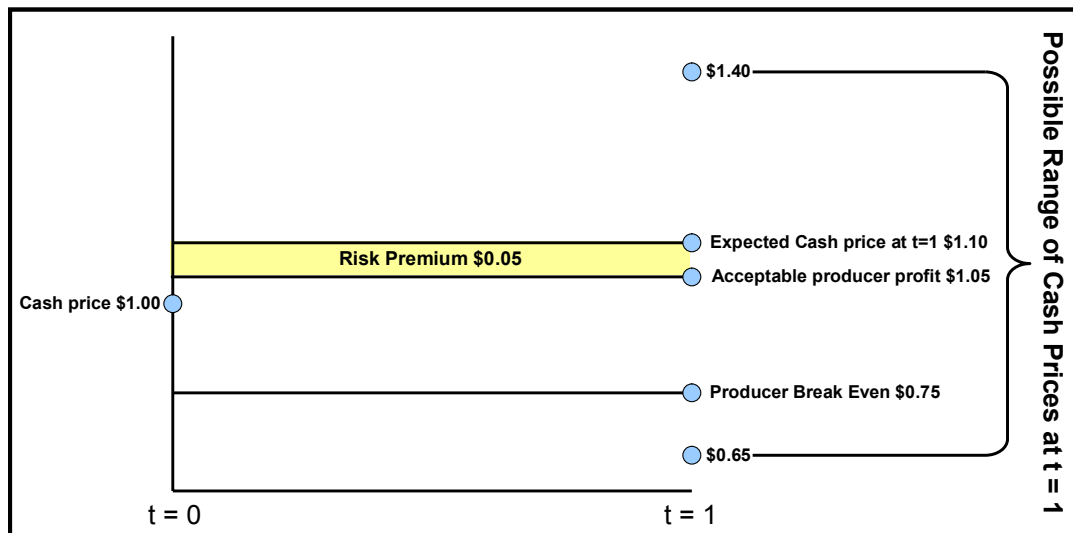 $1.40
Expected Cash price at t=1 $1.10
Risk Premium $0.05
Acceptable producer profit $1.05
Cash price $1.00
Producer Break Even $0.75
$0.65
t = 0
t = 1
Possible Range of Cash Prices at t = 1